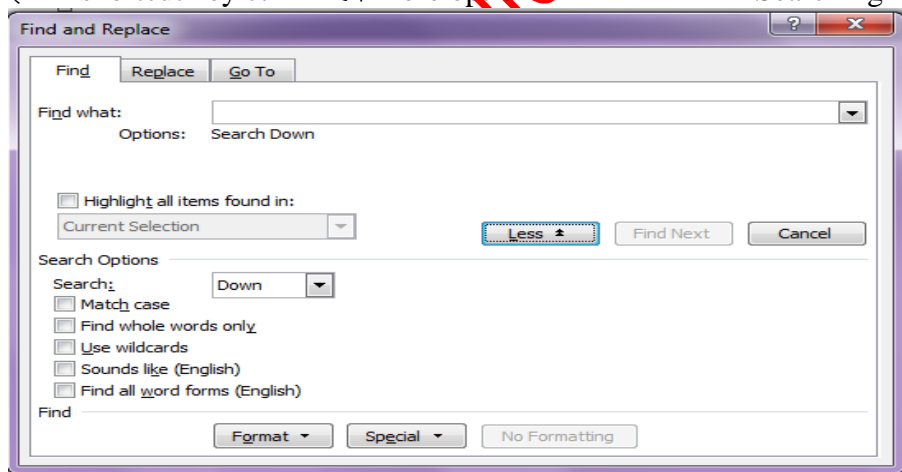 Find and Replace
Find Replace Go To
Find what:
Options: Search Down
Highlight all items found in:
Current Selection
Less Find Next Cancel
Search Options
Search: Down
Match case
Find whole words only
Use wildcards
Sounds like (English)
Find all word forms (English)
Find
Format Special No Formatting